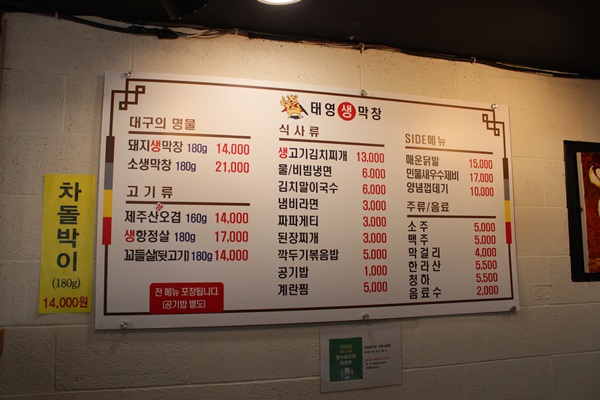 태영 생 막창
대구의 명물
돼지생막창 180g 14,000
소생막창 180g 21,000
고기류
제주산오겹 160g 14,000
생항정살 180g 17,000
꼬들살(뒷고기) 180g 14,000
전 메뉴 포장됩니다.
[공기밥 별도]
식사류
생고기김치찌개 13,000
물/비빔냉면 6,000
김치말이국수 6,000
냄비라면 3,000
짜파게티 3,000
된장찌개 3,000
깍두기볶음밥 5,000
공기밥 1,000
계란찜 5,000
SIDE메뉴
매운닭발 15,000
민물새우수제비 17,000
양념껍데기 10,000
주류/음료
소주 5,000
맥주 5,000
막걸리 4,000
한라산 5,500
청하 5,500
음료수 2,000
차돌박이
(180g)
14,000원